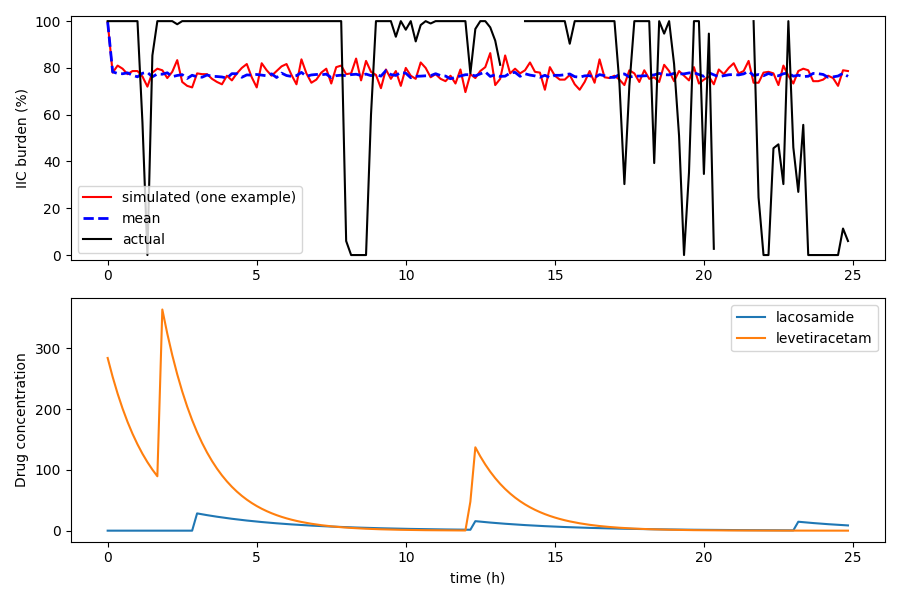 IIC burden (%)
100
80
60
40
20
0
simulated (one example)
mean
actual
0 5 10 15 20 25
Drug concentration
300
200
100
0
lacosamide
levetiracetam
0 5 10 15 20 25
time (h)